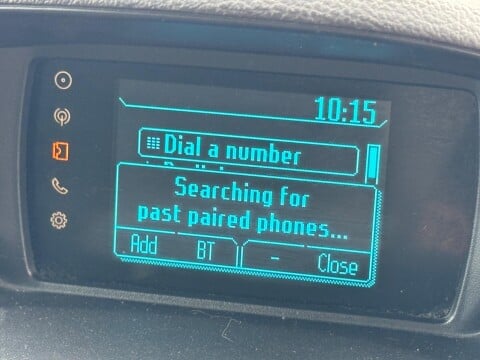 10:15
Dial a number
Searching for
past paired phones...
Add BT - Close